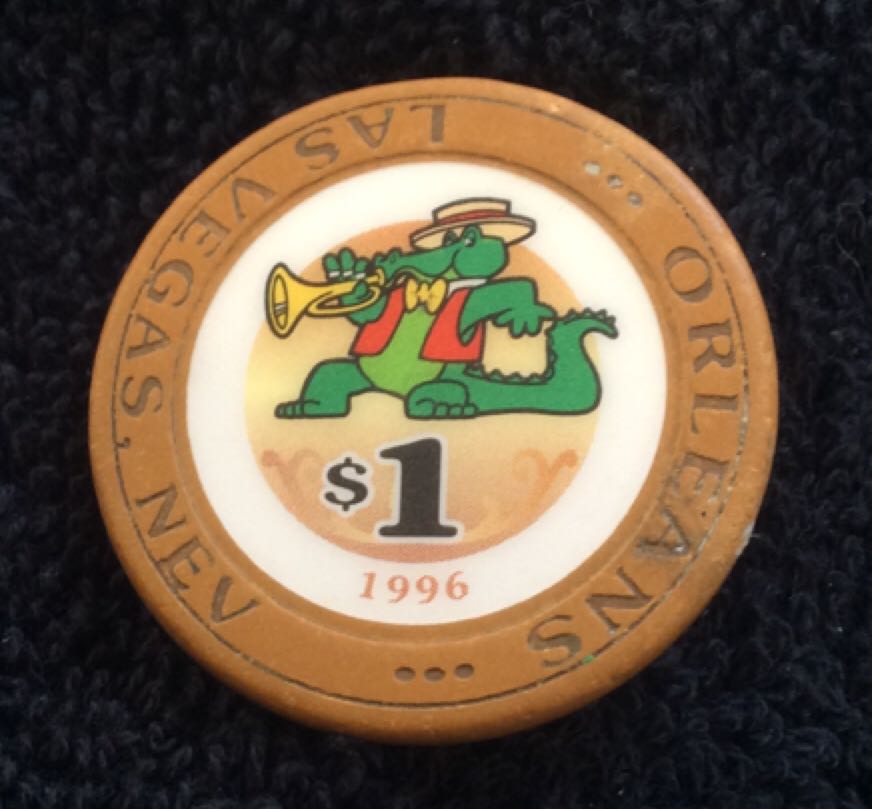 ORLEANS
LAS VEGAS, NEV
$1
1996